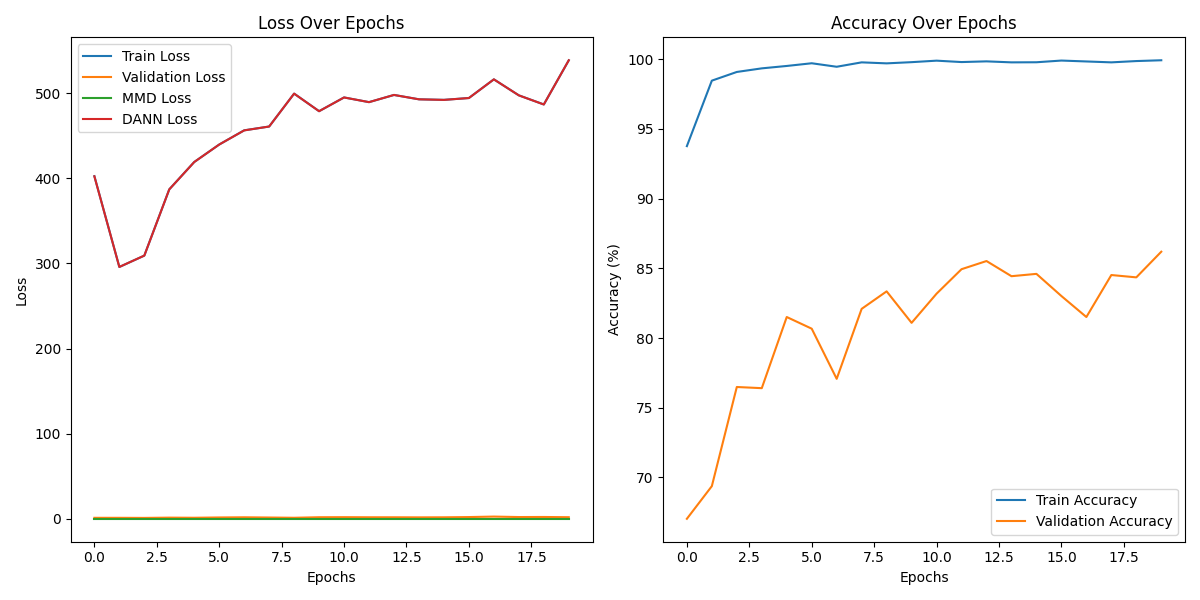 Loss Over Epochs
Train Loss
Validation Loss
MMD Loss
DANN Loss
500
400
300
200
100
0
Loss
0.0 2.5 5.0 7.5 10.0 12.5 15.0 17.5
Epochs
Accuracy Over Epochs
100
95
90
85
80
75
70
Accuracy (%)
Train Accuracy
Validation Accuracy
0.0 2.5 5.0 7.5 10.0 12.5 15.0 17.5
Epochs